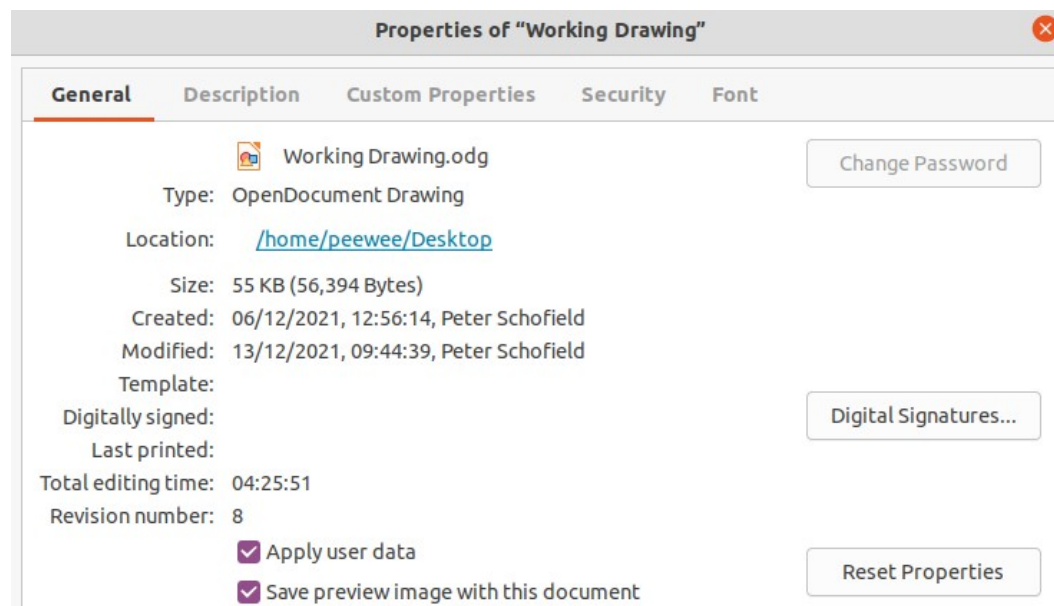 Properties of “Working Drawing”
General Description Custom Properties Security Font
Working Drawing.odg
Change Password
Type: OpenDocument Drawing
Location: /home/peewee/Desktop
Size: 55 KB (56,394 Bytes)
Created: 06/12/2021, 12:56:14, Peter Schofield
Modified: 13/12/2021, 09:44:39, Peter Schofield
Template:
Digitally signed:
Digital Signatures...
Last printed:
Total editing time: 04:25:51
Revision number: 8
Apply user data
Reset Properties
Save preview image with this document